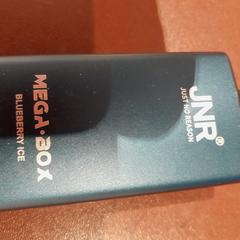 JNR®
JUST NO REASON
MEGA·BOX
BLUEBERRY ICE